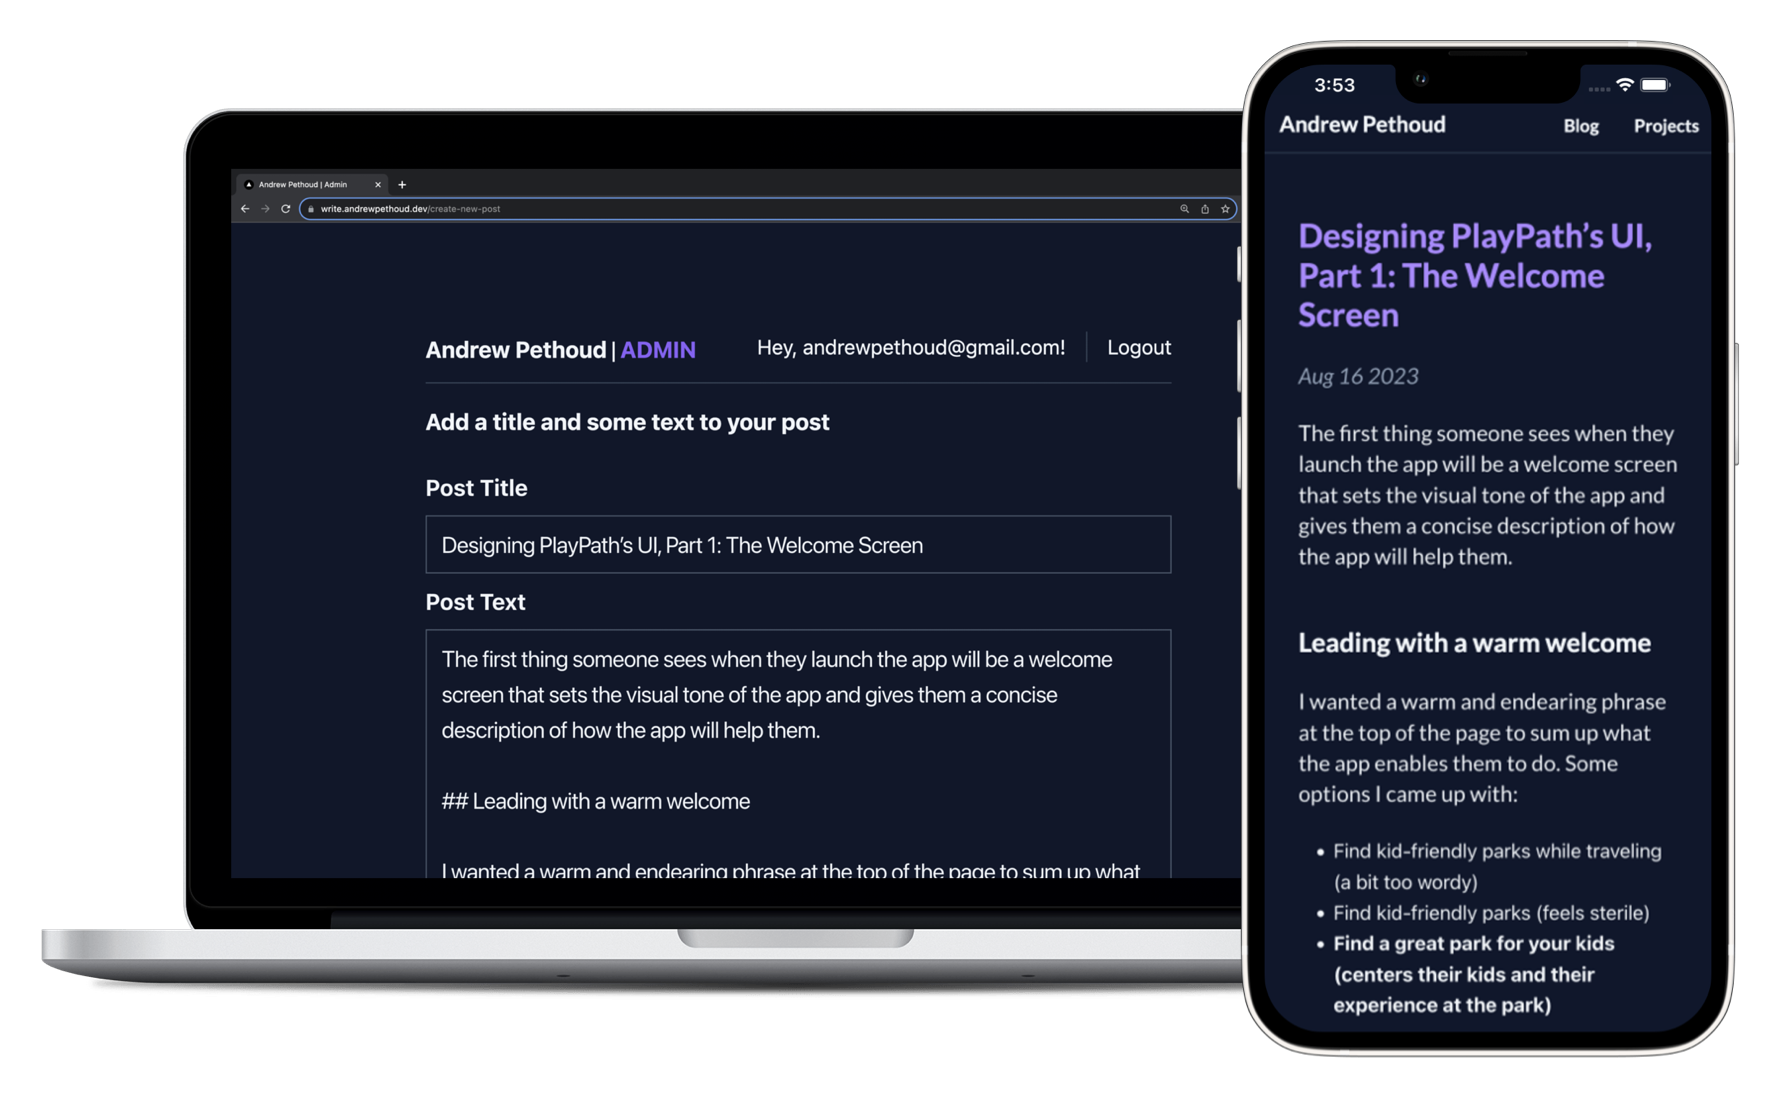 Andrew Pethoud | Admin
write.andrewpethoud.dev/create-new-post
Andrew Pethoud | ADMIN
Hey, andrewpethoud@gmail.com!
Logout
Add a title and some text to your post
Post Title
Designing PlayPath’s UI, Part 1: The Welcome Screen
Post Text
The first thing someone sees when they launch the app will be a welcome
screen that sets the visual tone of the app and gives them a concise
description of how the app will help them.
## Leading with a warm welcome
I wanted a warm and endearing phrase at the top of the page to sum up what
3:53
Andrew Pethoud
Blog
Projects
Designing PlayPath’s UI,
Part 1: The Welcome
Screen
Aug 16 2023
The first thing someone sees when they
launch the app will be a welcome screen
that sets the visual tone of the app and
gives them a concise description of how
the app will help them.
Leading with a warm welcome
I wanted a warm and endearing phrase
at the top of the page to sum up what
the app enables them to do. Some
options I came up with:
• Find kid-friendly parks while traveling
(a bit too wordy)
• Find kid-friendly parks (feels sterile)
• Find a great park for your kids
(centers their kids and their
experience at the park)